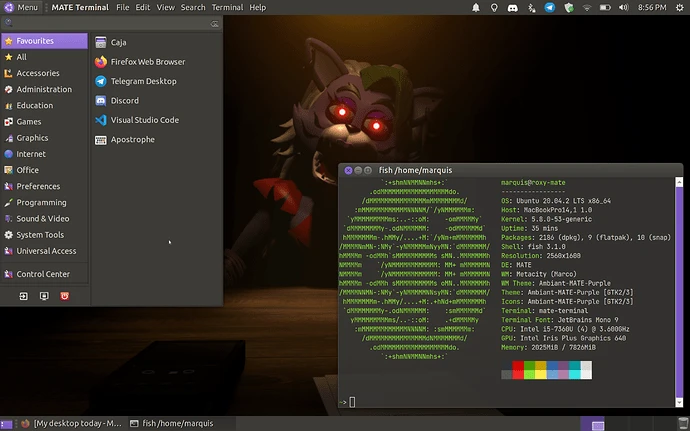 Menu MATE Terminal File Edit View Search Terminal Help 8:56 PM
Favourites
All
Accessories
Administration
Education
Games
Graphics
Internet
Office
Preferences
Programming
Sound & Video
System Tools
Universal Access
Control Center
Caja
Firefox Web Browser
Telegram Desktop
Discord
Visual Studio Code
Apostrophe
fish /home/marquis
marquis@roxy-mate
-----------------
OS: Ubuntu 20.04.2 LTS x86_64
Host: MacBookPro14,1 1.0
Kernel: 5.8.0-53-generic
Uptime: 35 mins
Packages: 2186 (dpkg), 9 (flatpak), 10 (snap)
Shell: fish 3.1.0
Resolution: 2560x1600
DE: MATE
WM: Metacity (Marco)
WM Theme: Ambiant-MATE-Purple
Theme: Ambiant-MATE-Purple [GTK2/3]
Icons: Ambiant-MATE-Purple [GTK2/3]
Terminal: mate-terminal
Terminal Font: JetBrains Mono 9
CPU: Intel i5-7360U (4) @ 3.600GHz
GPU: Intel Iris Plus Graphics 640
Memory: 2025MiB / 7826MiB
~>
[My desktop today - M... fish /home/marquis